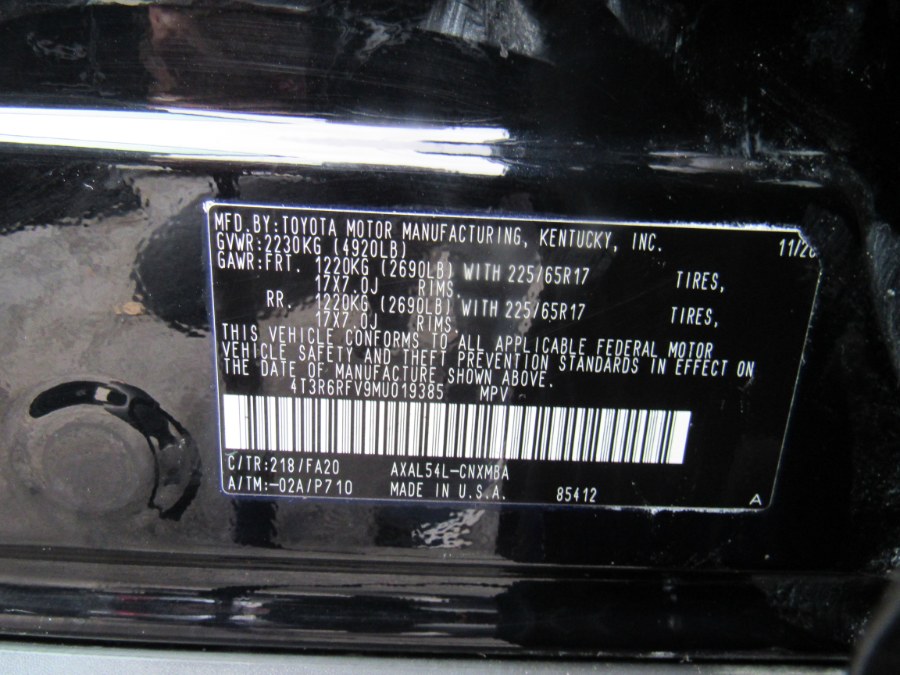 MFD.BY:TOYOTA MOTOR MANUFACTURING, KENTUCKY, INC. 11/20
GVWR:2230KG (4920LB)
GAWR:FRT. 1220KG (2690LB) WITH 225/65R17 TIRES,
17X7.0J RIMS.
RR. 1220KG (2690LB) WITH 225/65R17 TIRES,
17X7.0J RIMS.
THIS VEHICLE CONFORMS TO ALL APPLICABLE FEDERAL MOTOR
VEHICLE SAFETY AND THEFT PREVENTION STANDARDS IN EFFECT ON
THE DATE OF MANUFACTURE SHOWN ABOVE.
4T3R6RFV9MU019385 MPV
C/TR:218/FA20 AXAL54L-CNXMBA
A/TM:-02A/P710 MADE IN U.S.A. 85412 A